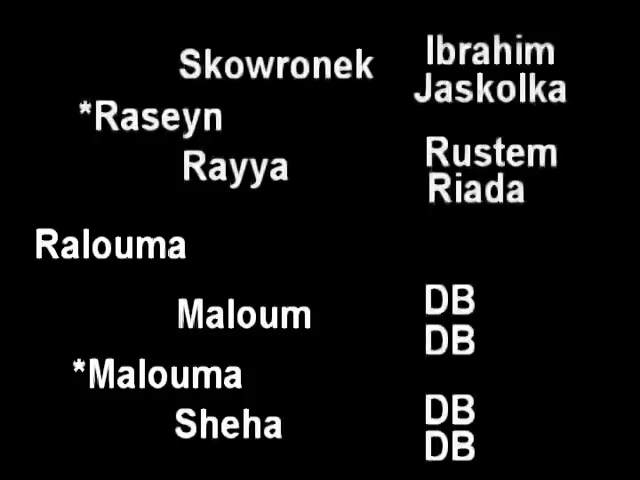 Skowronek Ibrahim
Jaskolka
*Raseyn
Rayya Rustem
Riada
Ralouma
Maloum DB
DB
*Malouma
Sheha DB
DB